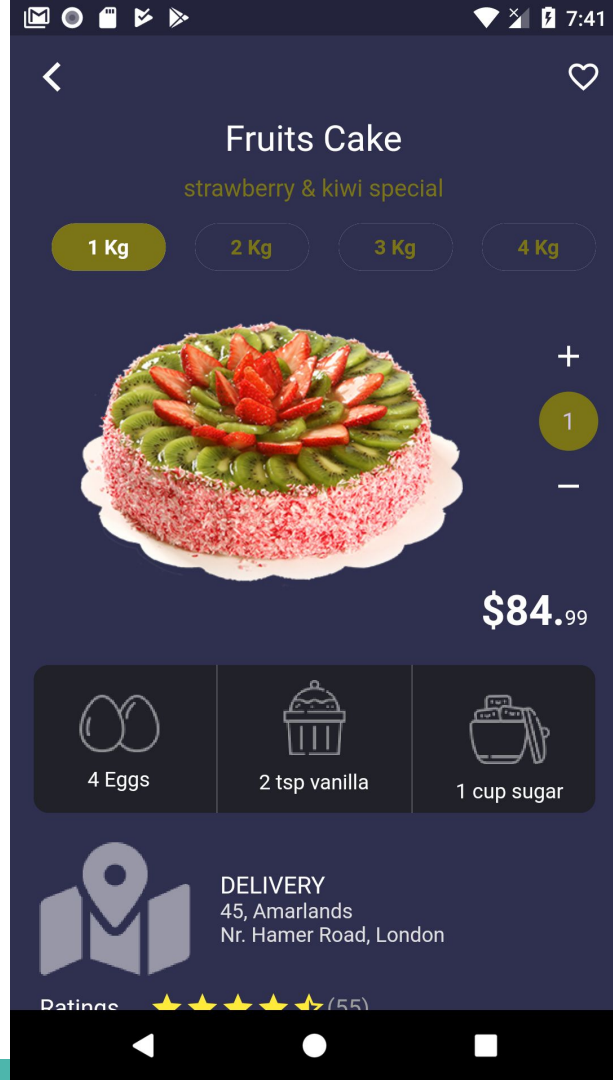 7:41
Fruits Cake
strawberry & kiwi special
1 Kg 2 Kg 3 Kg 4 Kg
+
1
−
$84.99
4 Eggs 2 tsp vanilla 1 cup sugar
DELIVERY
45, Amarlands
Nr. Hamer Road, London
Ratings (55)